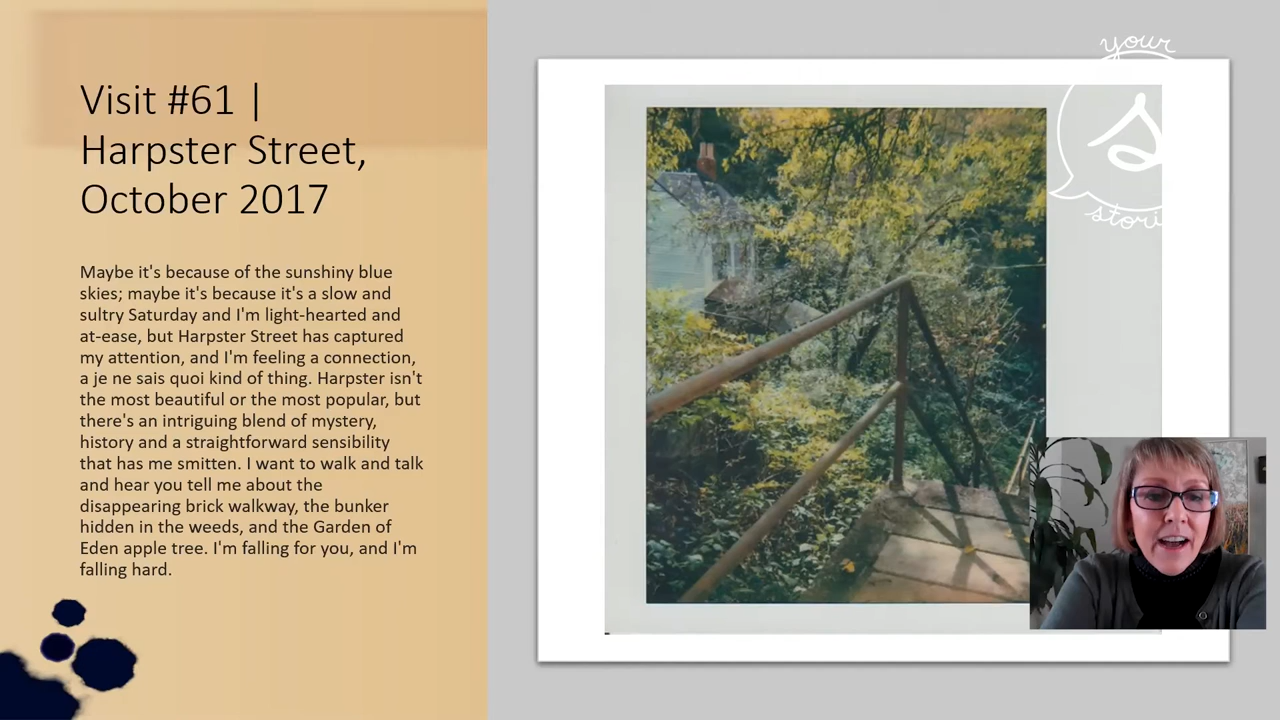 Visit #61 |
Harpster Street,
October 2017
Maybe it's because of the sunshiny blue
skies; maybe it's because it's a slow and
sultry Saturday and I'm light-hearted and
at-ease, but Harpster Street has captured
my attention, and I'm feeling a connection,
a je ne sais quoi kind of thing. Harpster isn't
the most beautiful or the most popular, but
there's an intriguing blend of mystery,
history and a straightforward sensibility
that has me smitten. I want to walk and talk
and hear you tell me about the
disappearing brick walkway, the bunker
hidden in the weeds, and the Garden of
Eden apple tree. I'm falling for you, and I'm
falling hard.
your
S
stori